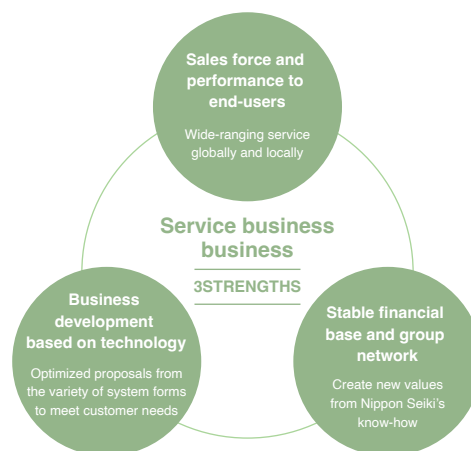 Sales force and
performance to
end-users
Wide-ranging service
globally and locally
Service business
business
3STRENGTHS
Business
development
based on technology
Optimized proposals from
the variety of system forms
to meet customer needs
Stable financial
base and group
network
Create new values
from Nippon Seiki's
know-how